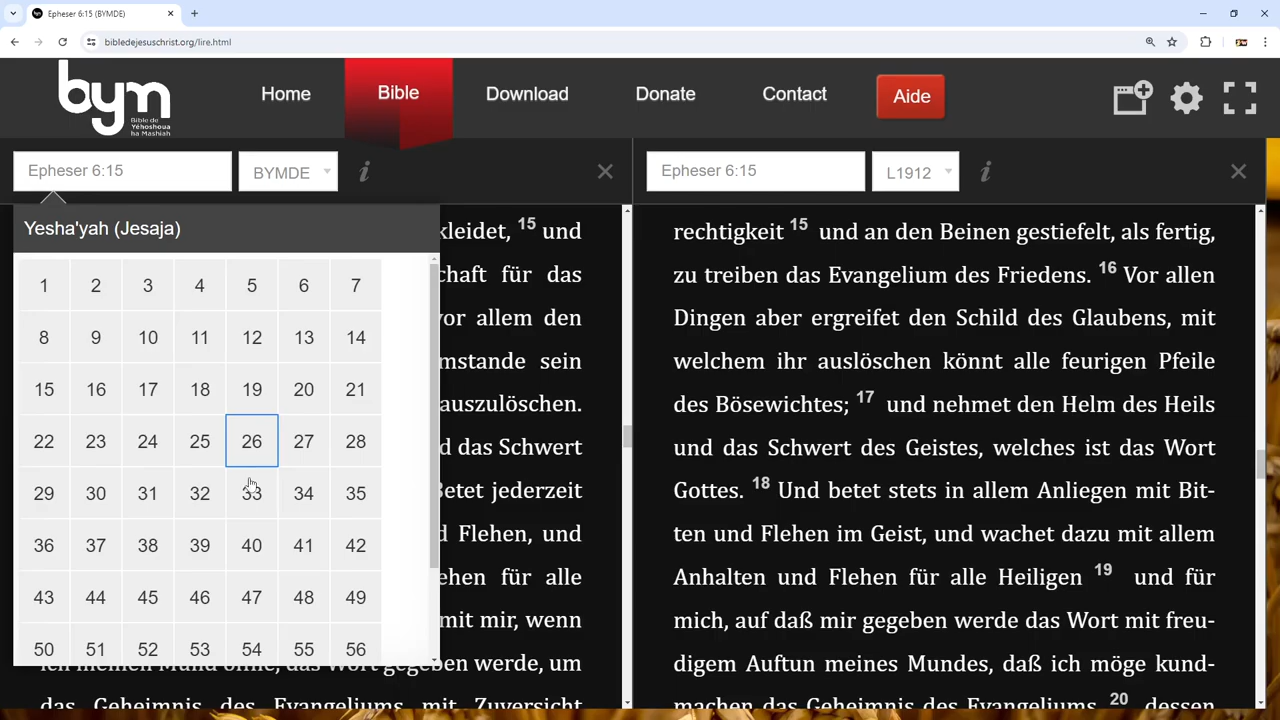 Epheser 6:15 (BYMDE)
bibledejesuschrist.org/lire.html
bym
Bible de
Yéhoshoua
ha Mashiah
Home
Bible
Download
Donate
Contact
Aide
Epheser 6:15
BYMDE
i
Epheser 6:15
L1912
i
Yesha'yah (Jesaja)
1 2 3 4 5 6 7
8 9 10 11 12 13 14
15 16 17 18 19 20 21
22 23 24 25 26 27 28
29 30 31 32 33 34 35
36 37 38 39 40 41 42
43 44 45 46 47 48 49
50 51 52 53 54 55 56
kleidet, 15 und
schaft für das
vor allem den
mstande sein
auszulöschen.
d das Schwert
Betet jederzeit
d Flehen, und
ehen für alle
mit mir, wenn
ich meinen Mund öffne, das Wort gegeben werde, um
das Geheimnis des Evangeliums mit Zuversicht
rechtigkeit 15 und an den Beinen gestiefelt, als fertig,
zu treiben das Evangelium des Friedens. 16 Vor allen
Dingen aber ergreifet den Schild des Glaubens, mit
welchem ihr auslöschen könnt alle feurigen Pfeile
des Bösewichtes; 17 und nehmet den Helm des Heils
und das Schwert des Geistes, welches ist das Wort
Gottes. 18 Und betet stets in allem Anliegen mit Bit-
ten und Flehen im Geist, und wachet dazu mit allem
Anhalten und Flehen für alle Heiligen 19 und für
mich, auf daß mir gegeben werde das Wort mit freu-
digem Auftun meines Mundes, daß ich möge kund-
machen das Geheimnis des Evangeliums, 20 dessen